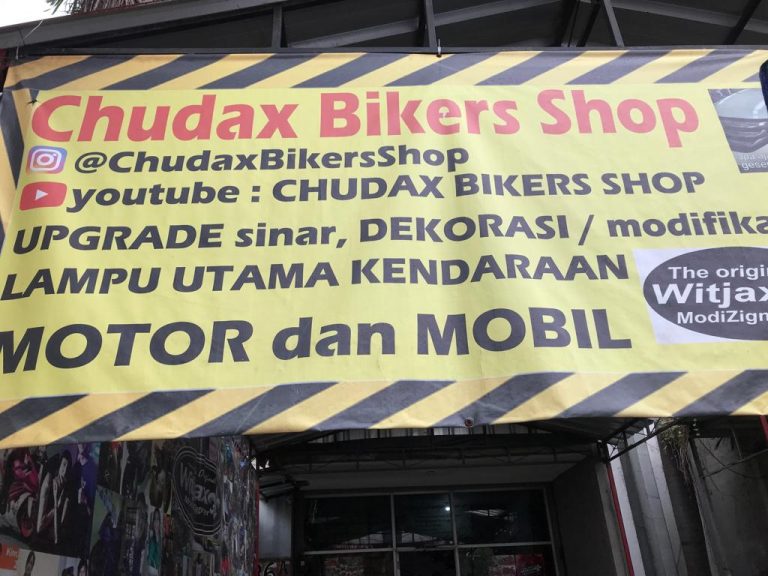 Chudax Bikers Shop
@ChudaxBikersShop
youtube : CHUDAX BIKERS SHOP
UPGRADE sinar, DEKORASI / modifika
LAMPU UTAMA KENDARAAN
MOTOR dan MOBIL
The origin
Witjax
ModiZign